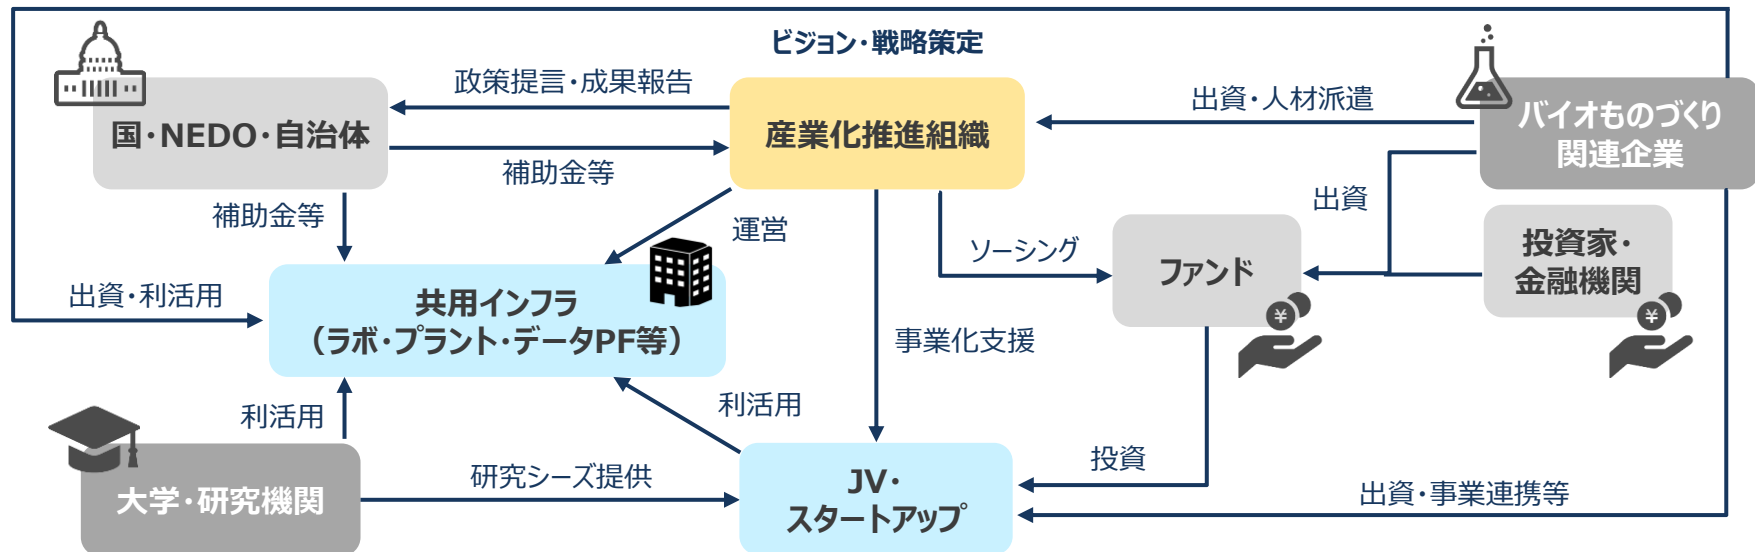 ビジョン・戦略策定
政策提言・成果報告
出資・人材派遣
国・NEDO・自治体
産業化推進組織
バイオものづくり
関連企業
補助金等
補助金等
運営
出資
ソーシング
ファンド
投資家・
金融機関
出資・利活用
共用インフラ
（ラボ・プラント・データPF等）
事業化支援
利活用
利活用
投資
研究シーズ提供
大学・研究機関
JV・
スタートアップ
出資・事業連携等
¥
¥